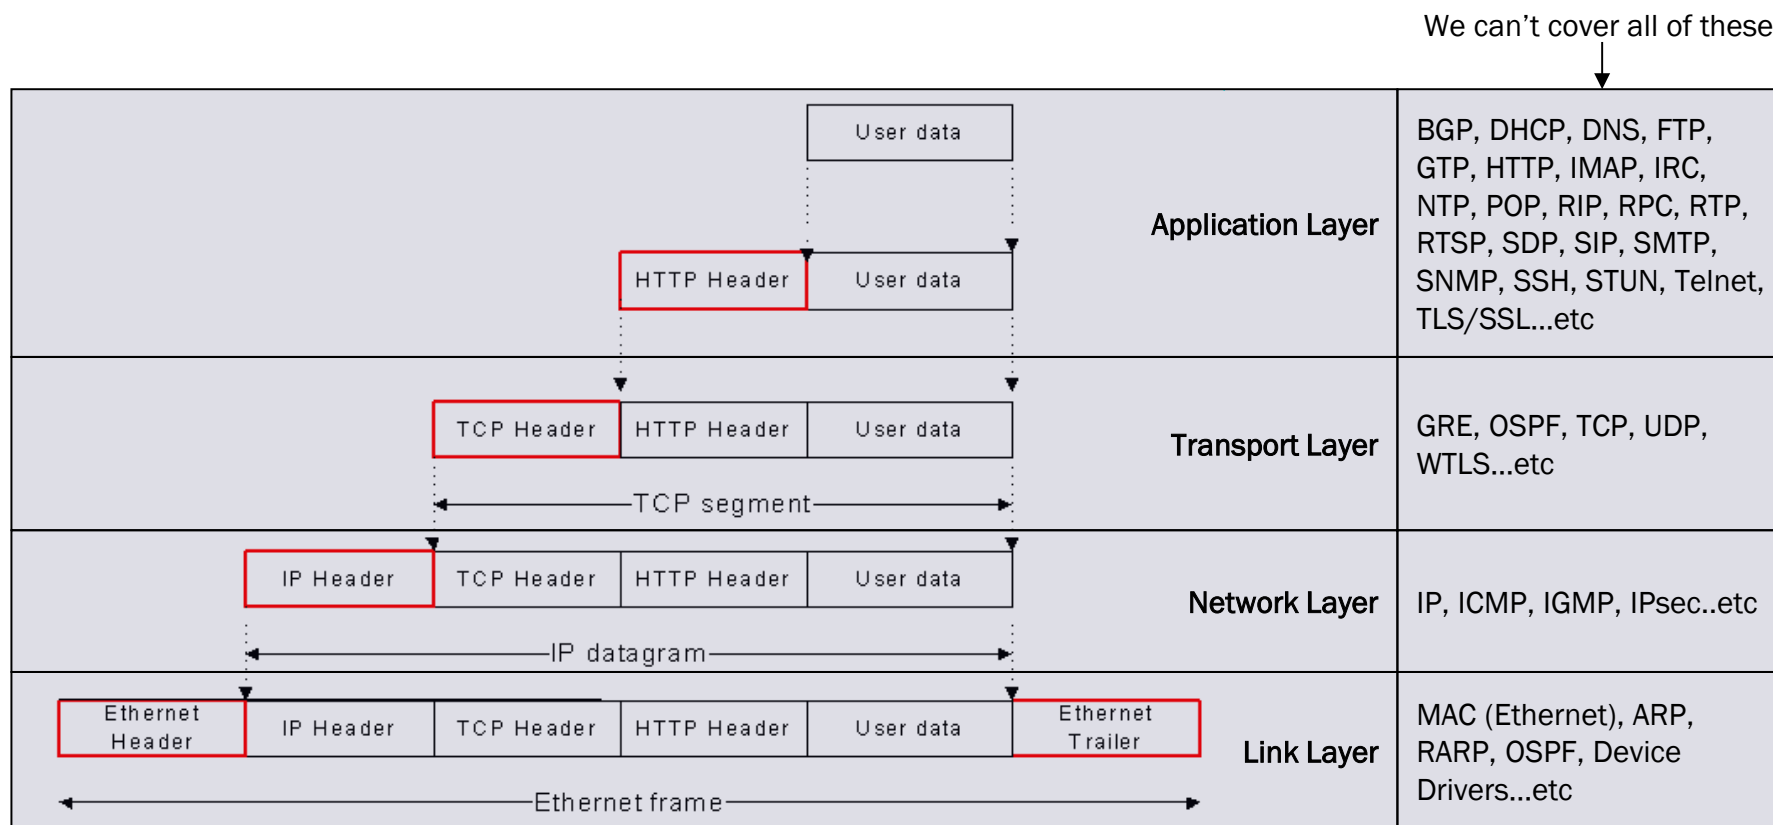 We can't cover all of these
User data
Application Layer
BGP, DHCP, DNS, FTP,
GTP, HTTP, IMAP, IRC,
NTP, POP, RIP, RPC, RTP,
RTSP, SDP, SIP, SMTP,
SNMP, SSH, STUN, Telnet,
TLS/SSL...etc
HTTP Header User data
TCP Header HTTP Header User data
TCP segment
Transport Layer
GRE, OSPF, TCP, UDP,
WTLS...etc
IP Header TCP Header HTTP Header User data
IP datagram
Network Layer
IP, ICMP, IGMP, IPsec..etc
Ethernet
Header
IP Header TCP Header HTTP Header User data
Ethernet
Trailer
Ethernet frame
Link Layer
MAC (Ethernet), ARP,
RARP, OSPF, Device
Drivers...etc